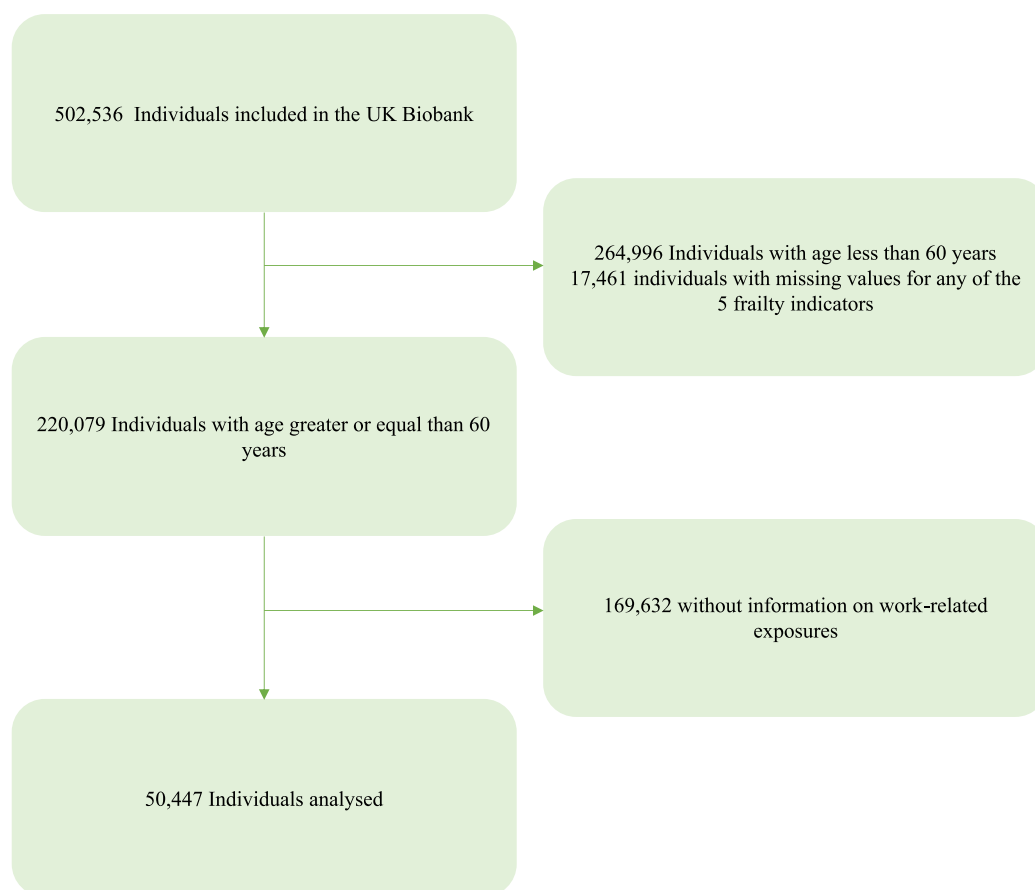 502,536 Individuals included in the UK Biobank
264,996 Individuals with age less than 60 years
17,461 individuals with missing values for any of the
5 frailty indicators
220,079 Individuals with age greater or equal than 60
years
169,632 without information on work-related
exposures
50,447 Individuals analysed